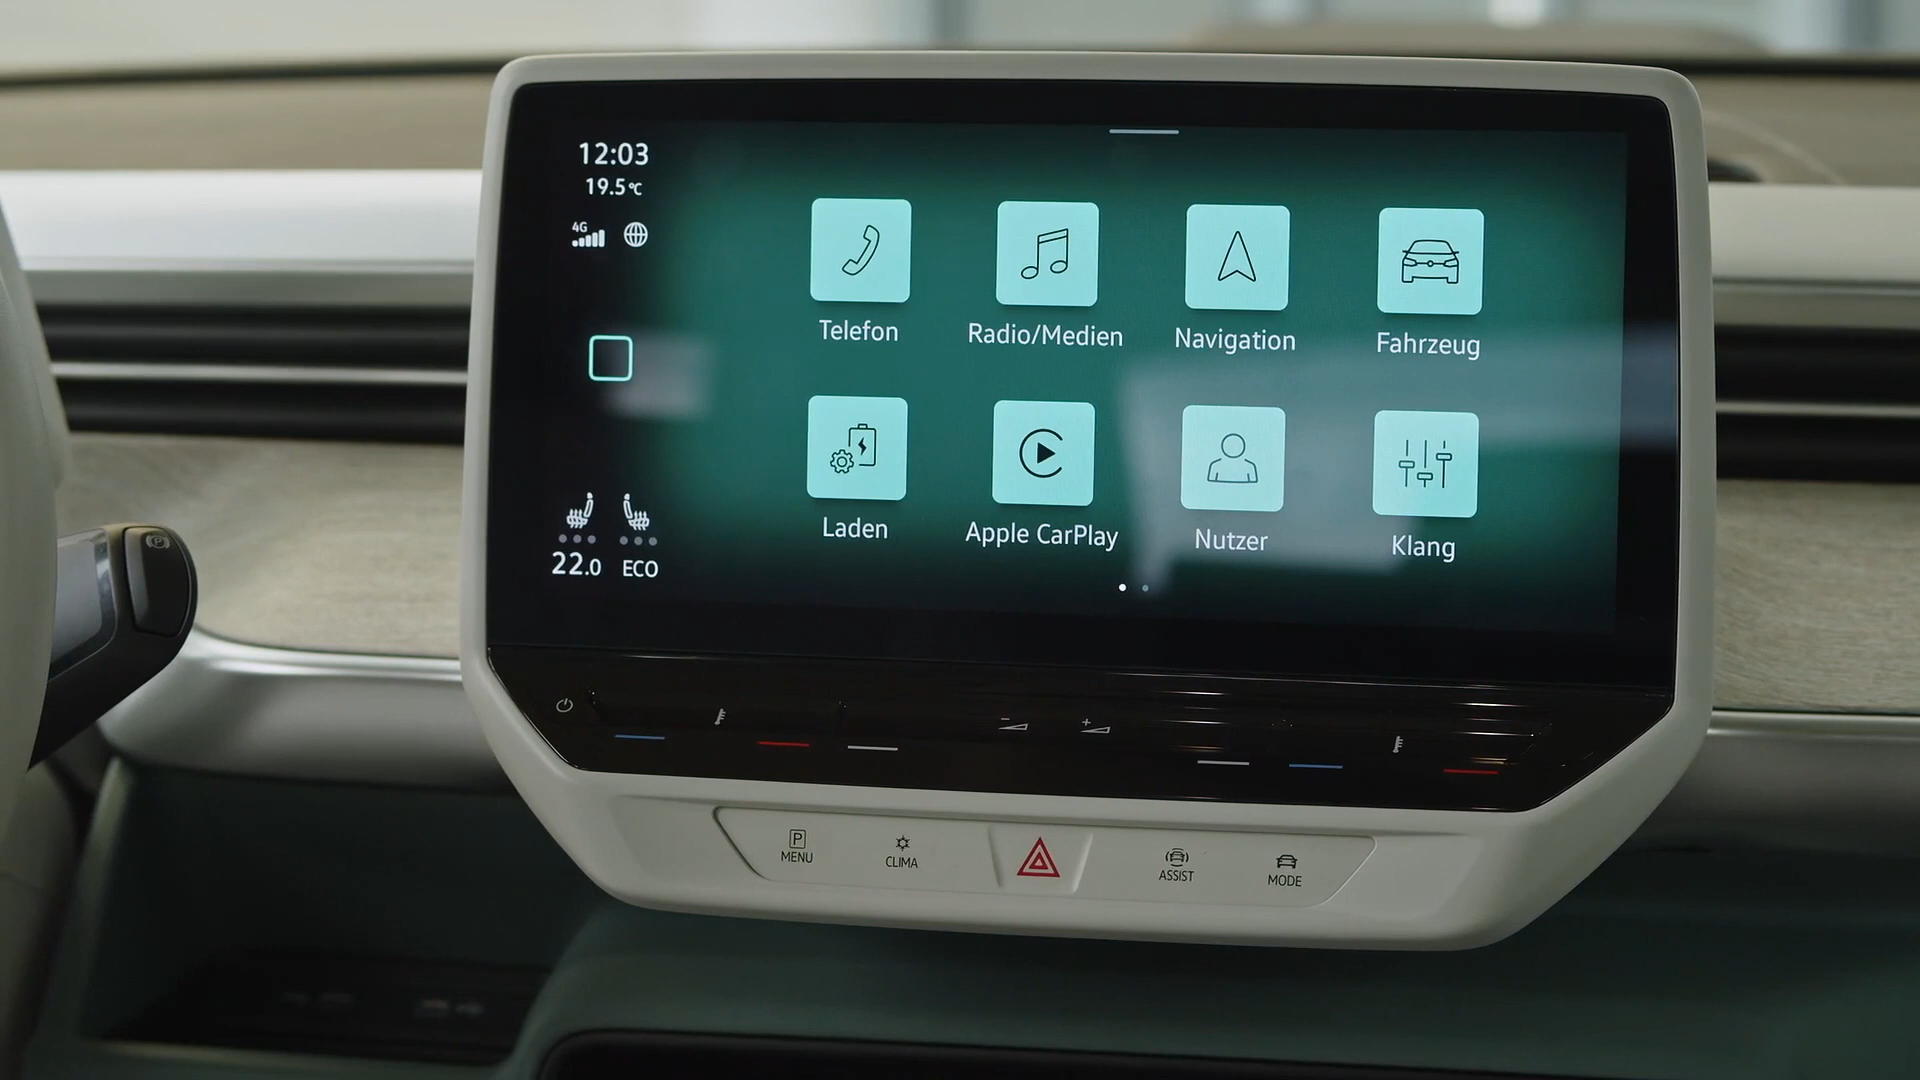 12:03
19.5°C
4G
Telefon
Radio/Medien
Navigation
Fahrzeug
Laden
Apple CarPlay
Nutzer
Klang
22.0
ECO
P
MENU
CLIMA
ASSIST
MODE
P